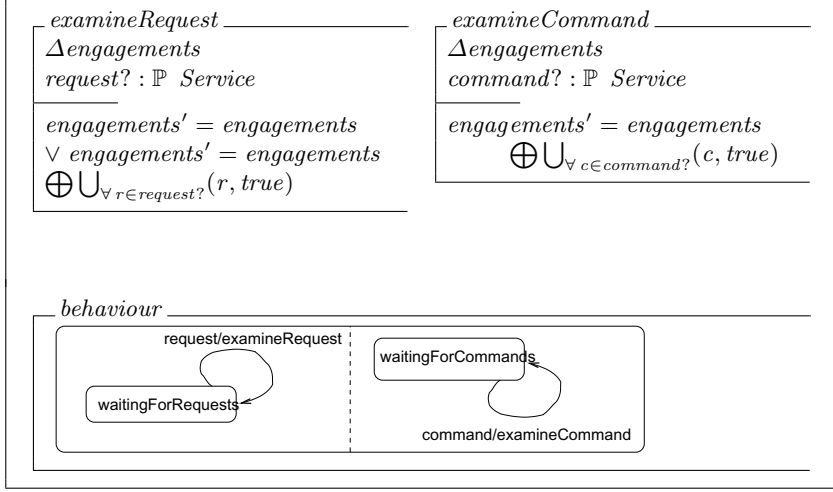 examineRequest
Δengagements
request? : ℙ Service
engagements′ = engagements
∨ engagements′ = engagements
⊕ ⋃∀ r∈request?(r, true)
examineCommand
Δengagements
command? : ℙ Service
engagements′ = engagements
⊕ ⋃∀ c∈command?(c, true)
behaviour
request/examineRequest
waitingForRequests
waitingForCommands
command/examineCommand